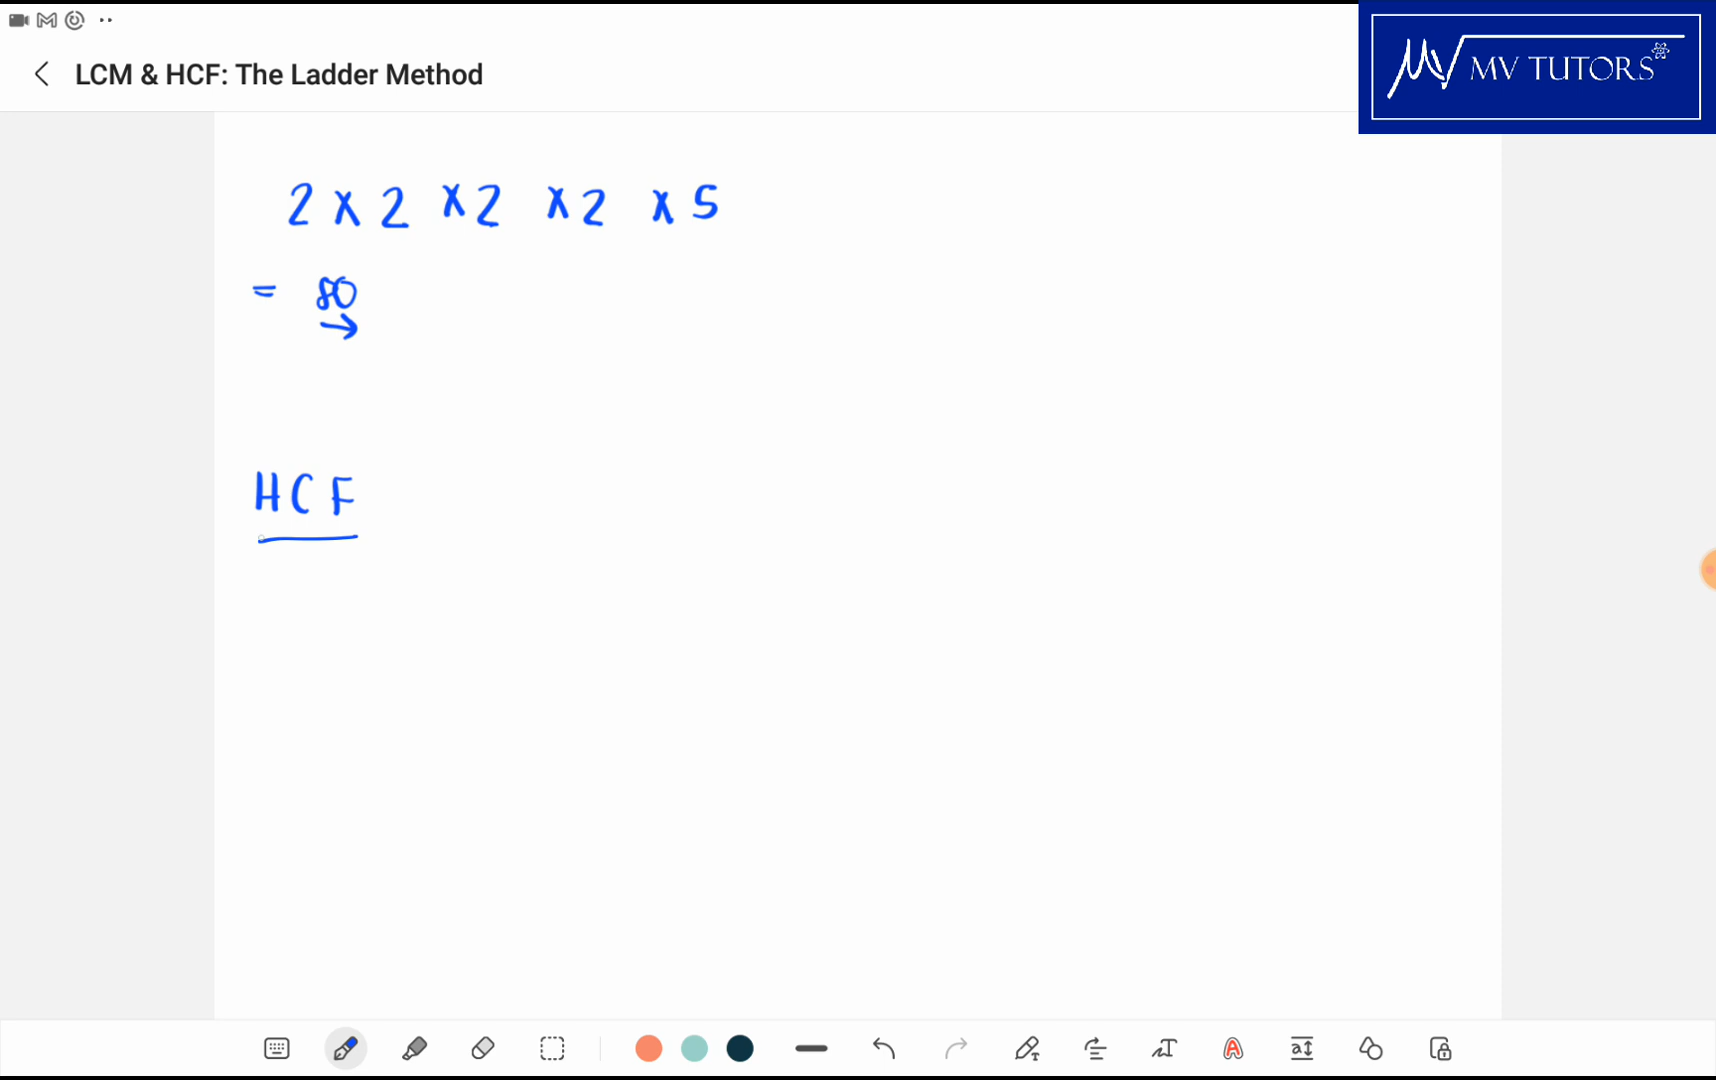 LCM & HCF: The Ladder Method
MV TUTORS
2 x 2 x 2 x 2 x 5
= 80
HCF